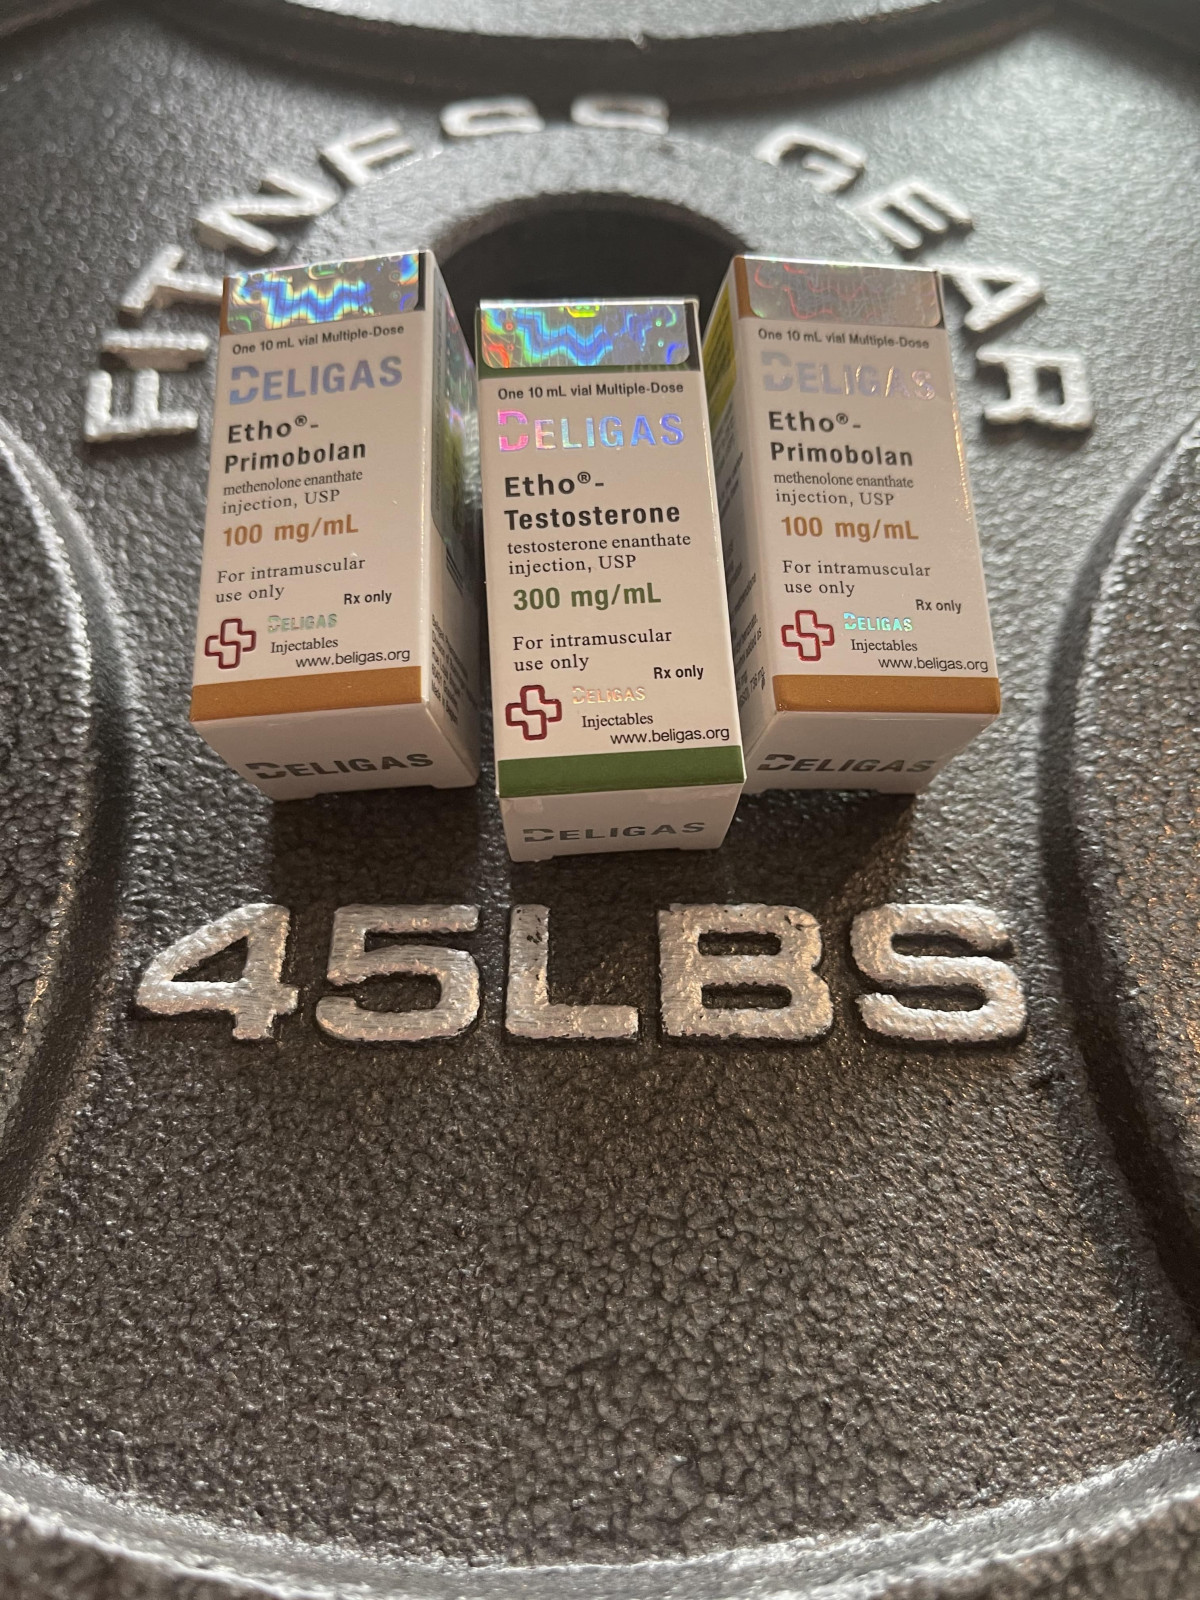 FITNESS GEAR
One 10 mL vial Multiple-Dose
BELIGAS
Etho®-
Primobolan
methenolone enanthate
injection, USP
100 mg/mL
For intramuscular
use only
Rx only
BELIGAS
Injectables
www.beligas.org
BELIGAS
One 10 mL vial Multiple-Dose
BELIGAS
Etho®-
Testosterone
testosterone enanthate
injection, USP
300 mg/mL
For intramuscular
use only
Rx only
BELIGAS
Injectables
www.beligas.org
BELIGAS
One 10 mL vial Multiple-Dose
BELIGAS
Etho®-
Primobolan
methenolone enanthate
injection, USP
100 mg/mL
For intramuscular
use only
Rx only
BELIGAS
Injectables
www.beligas.org
BELIGAS
45LBS